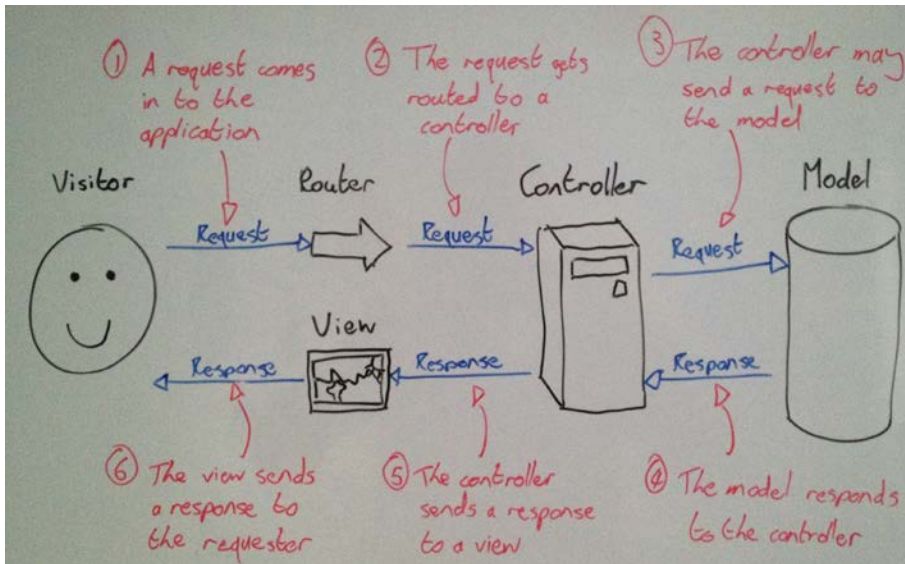 ① A request comes
in to the
application
② The request gets
routed to a
controller
③ The controller may
send a request to
the model
Visitor
Router
Controller
Model
Request
Request
Request
View
Response
Response
Response
⑥ The view sends
a response to
the requester
⑤ The controller
sends a response
to a view
④ The model responds
to the controller